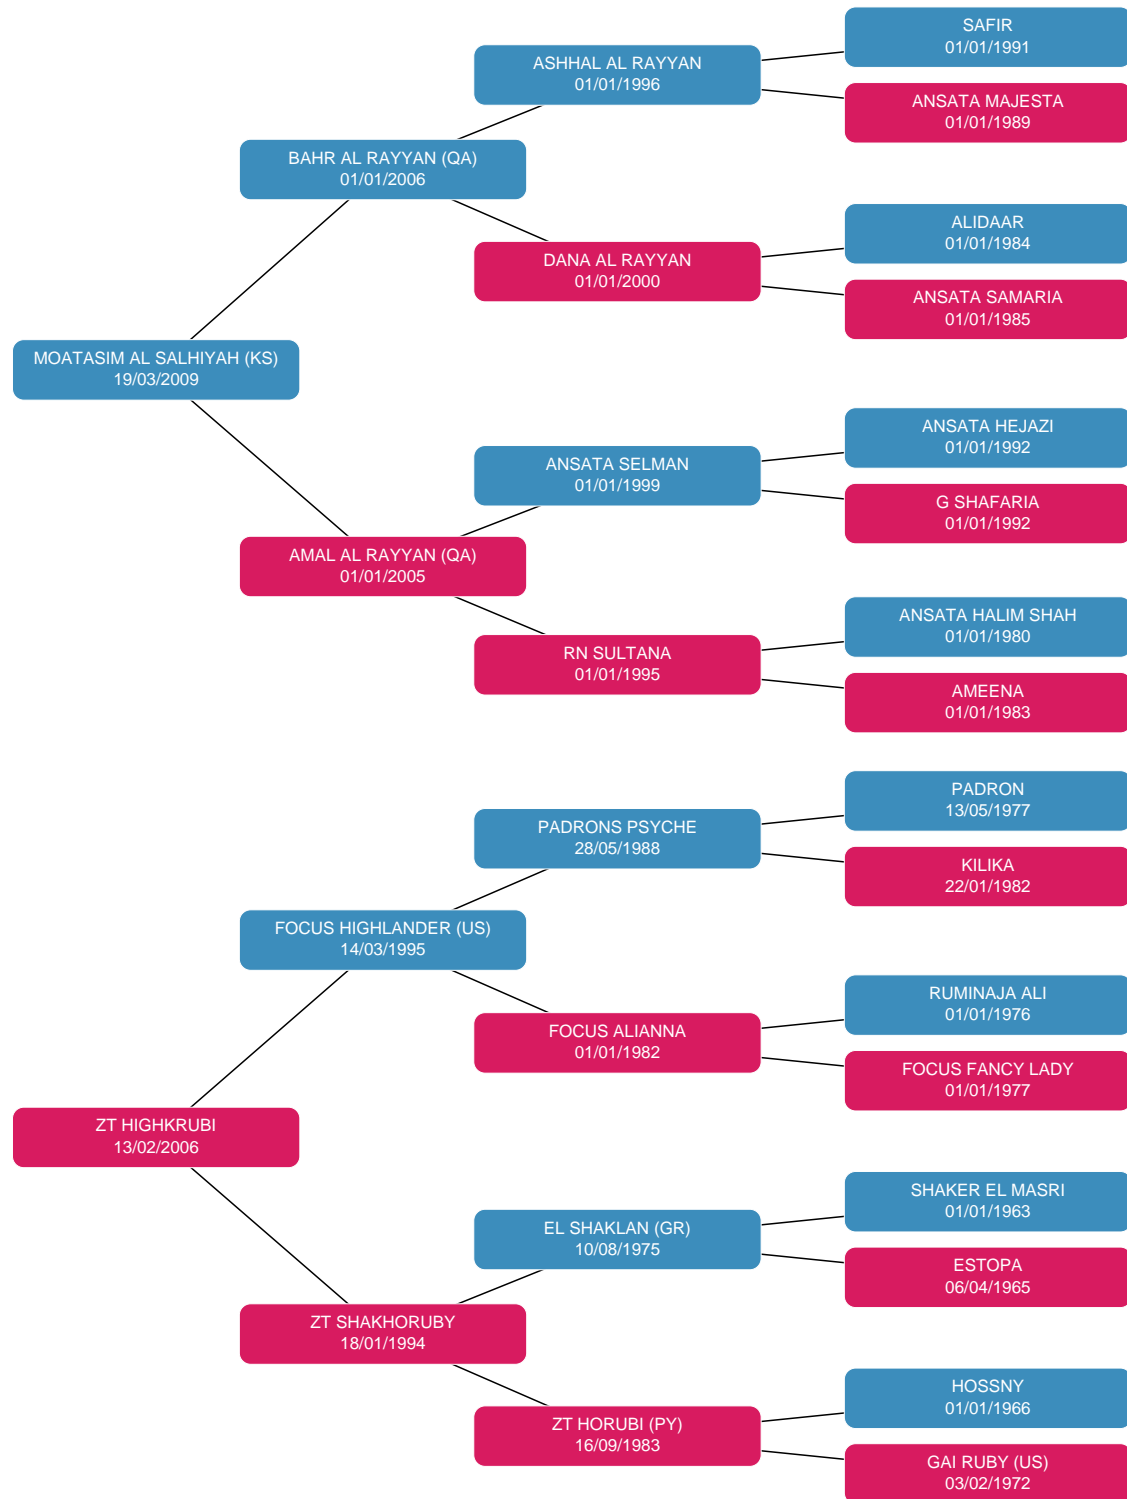 SAFIR
01/01/1991
ASHHAL AL RAYYAN
01/01/1996
ANSATA MAJESTA
01/01/1989
BAHR AL RAYYAN (QA)
01/01/2006
ALIDAAR
01/01/1984
DANA AL RAYYAN
01/01/2000
ANSATA SAMARIA
01/01/1985
MOATASIM AL SALHIYAH (KS)
19/03/2009
ANSATA HEJAZI
01/01/1992
ANSATA SELMAN
01/01/1999
G SHAFARIA
01/01/1992
AMAL AL RAYYAN (QA)
01/01/2005
ANSATA HALIM SHAH
01/01/1980
RN SULTANA
01/01/1995
AMEENA
01/01/1983
PADRON
13/05/1977
PADRONS PSYCHE
28/05/1988
KILIKA
22/01/1982
FOCUS HIGHLANDER (US)
14/03/1995
RUMINAJA ALI
01/01/1976
FOCUS ALIANNA
01/01/1982
FOCUS FANCY LADY
01/01/1977
ZT HIGHKRUBI
13/02/2006
SHAKER EL MASRI
01/01/1963
EL SHAKLAN (GR)
10/08/1975
ESTOPA
06/04/1965
ZT SHAKHORUBY
18/01/1994
HOSSNY
01/01/1966
ZT HORUBI (PY)
16/09/1983
GAI RUBY (US)
03/02/1972